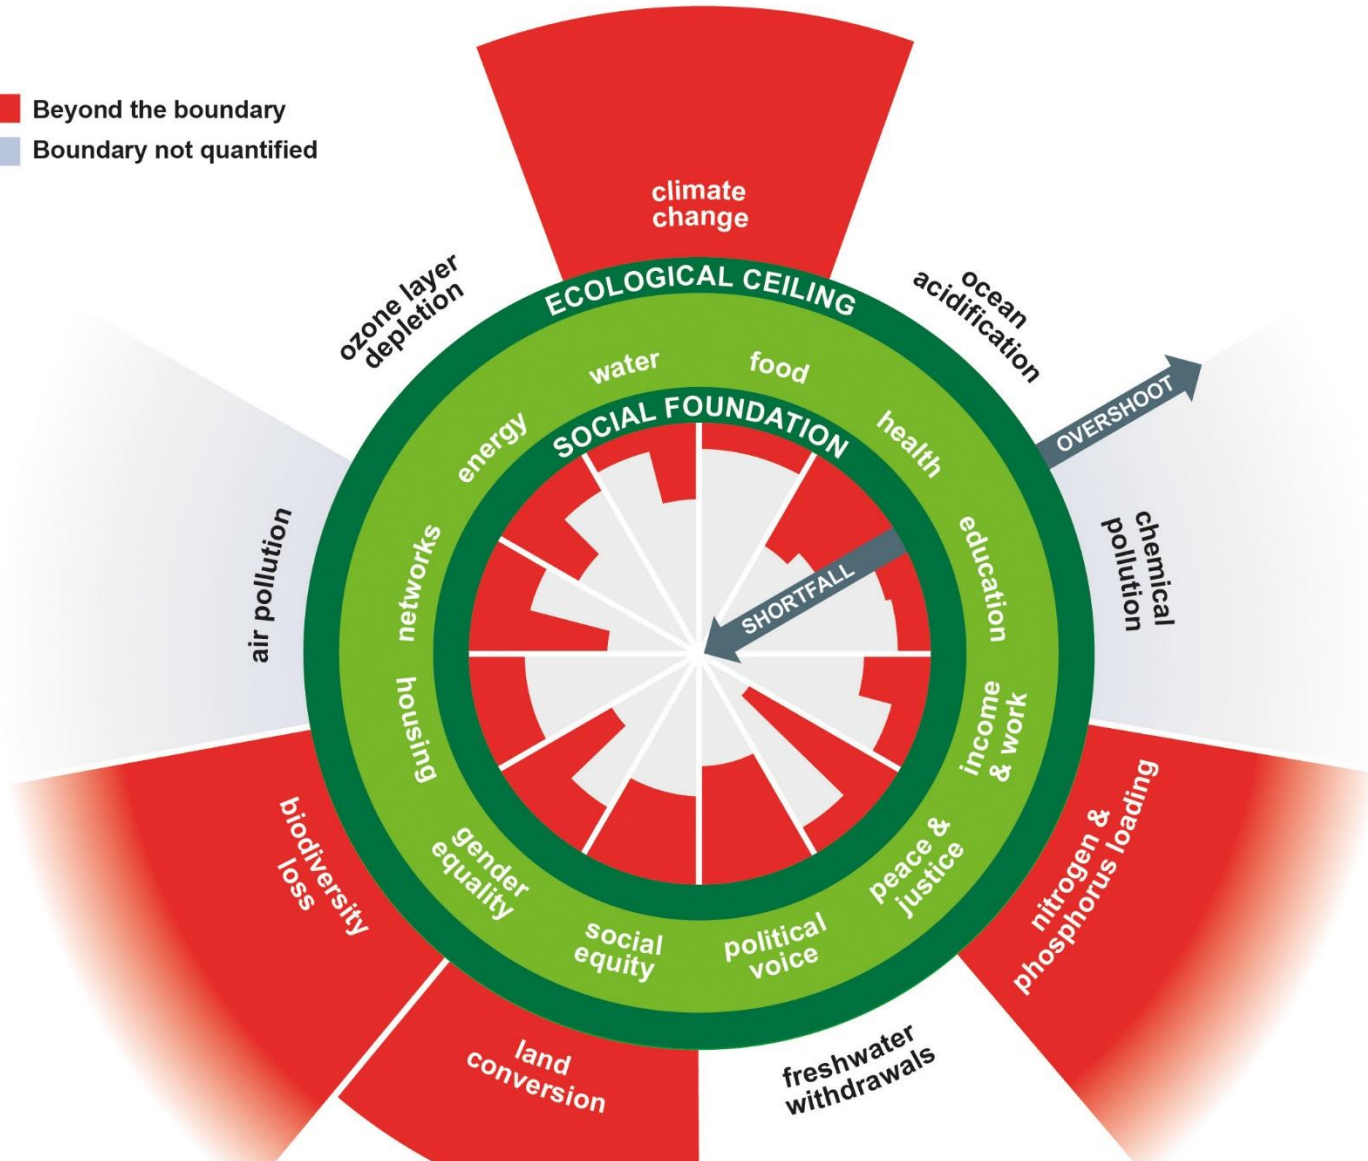 Beyond the boundary
Boundary not quantified
climate
change
ECOLOGICAL CEILING
ozone layer
depletion
ocean
acidification
water
food
SOCIAL FOUNDATION
energy
health
OVERSHOOT
networks
education
air pollution
chemical
pollution
SHORTFALL
housing
income
& work
biodiversity
loss
gender
equality
peace &
justice
nitrogen &
phosphorus loading
social
equity
political
voice
land
conversion
freshwater
withdrawals